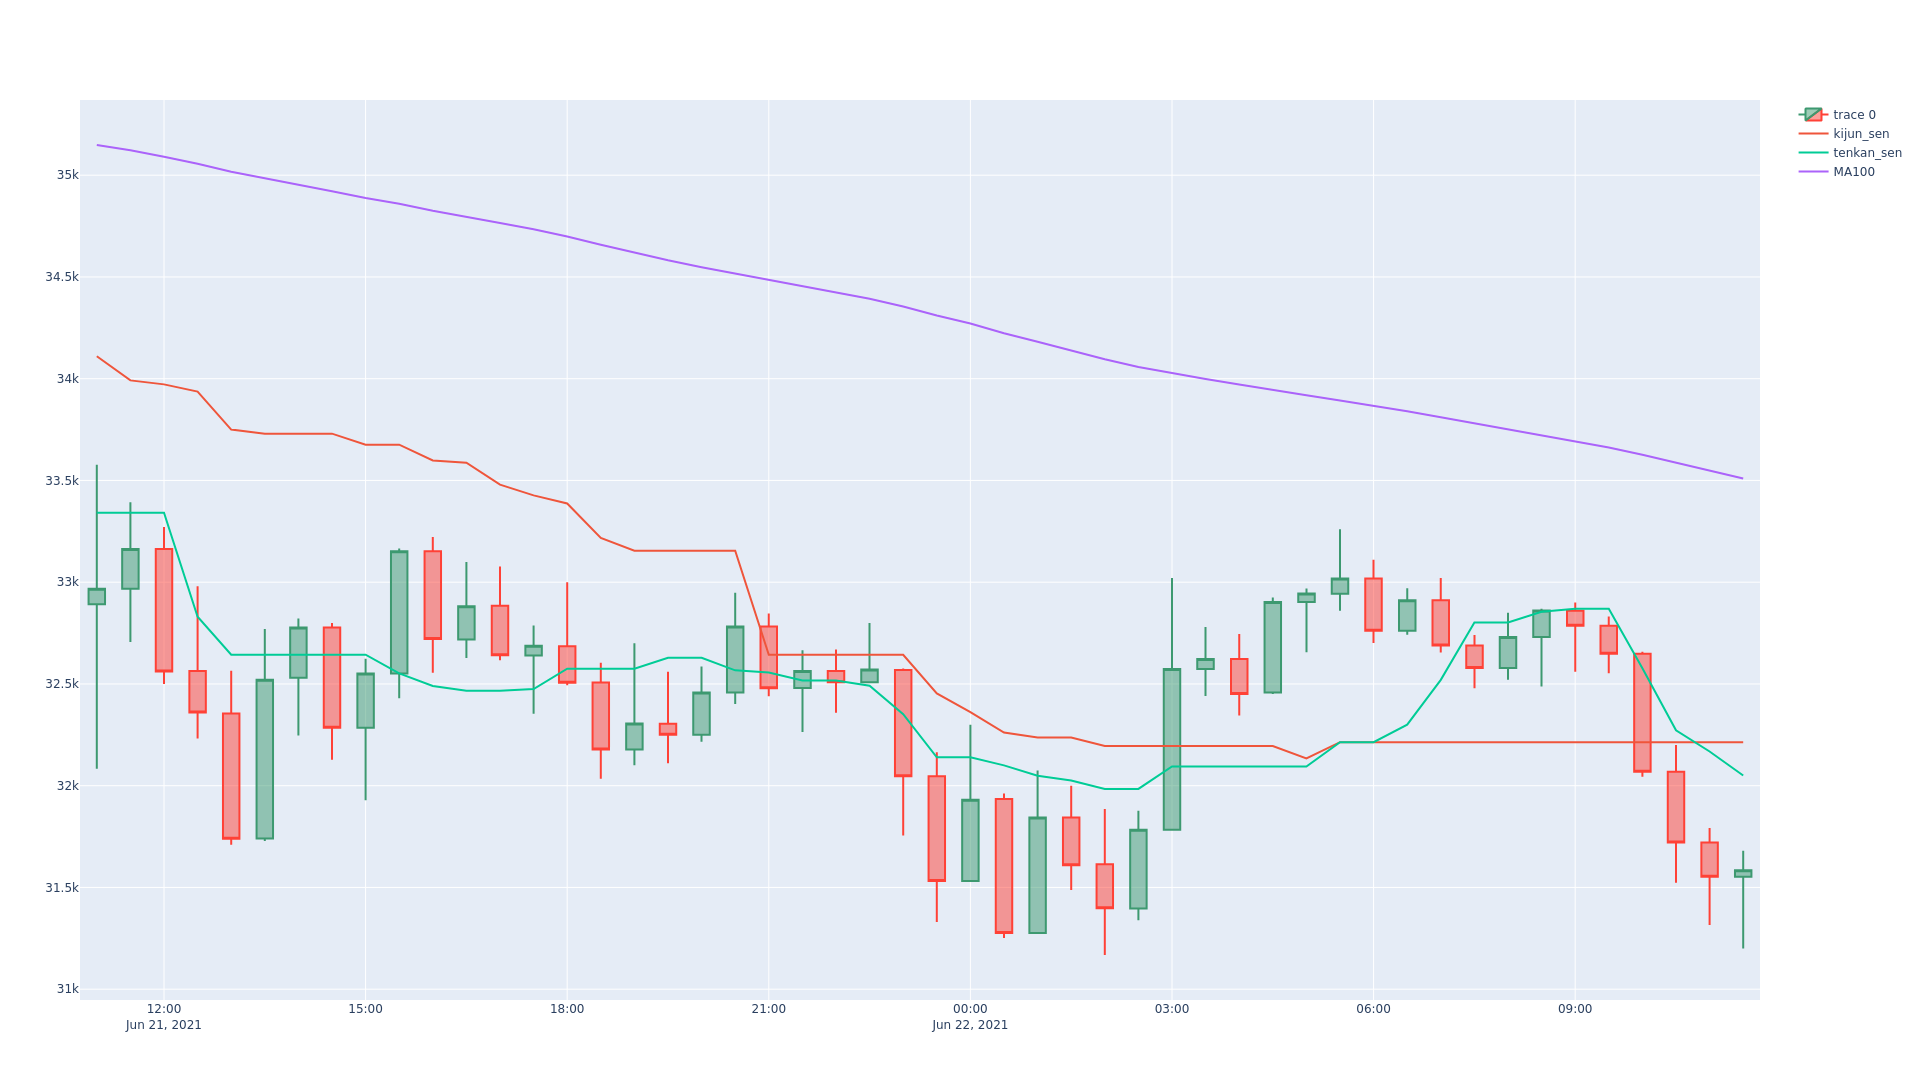 trace 0
kijun_sen
tenkan_sen
MA100
35k
34.5k
34k
33.5k
33k
32.5k
32k
31.5k
31k
12:00 15:00 18:00 21:00 00:00 03:00 06:00 09:00
Jun 21, 2021 Jun 22, 2021